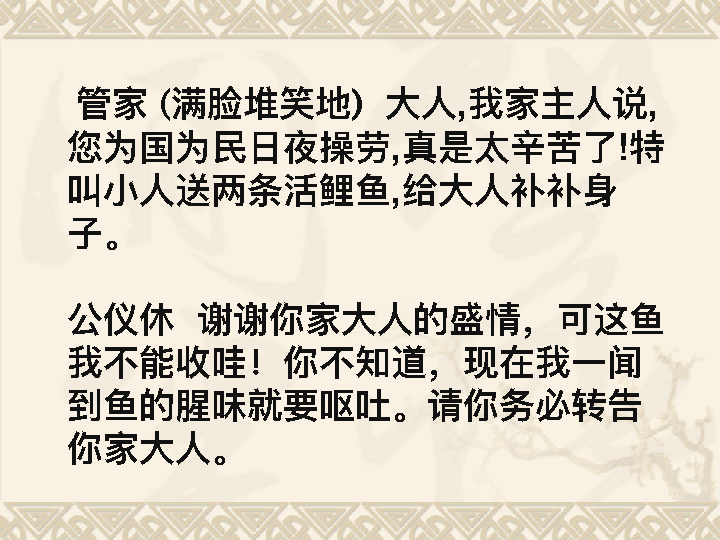 管家 (满脸堆笑地) 大人,我家主人说,
您为国为民日夜操劳,真是太辛苦了!特
叫小人送两条活鲤鱼,给大人补补身
子。
公仪休 谢谢你家大人的盛情，可这鱼
我不能收哇！你不知道，现在我一闻
到鱼的腥味就要呕吐。请你务必转告
你家大人。